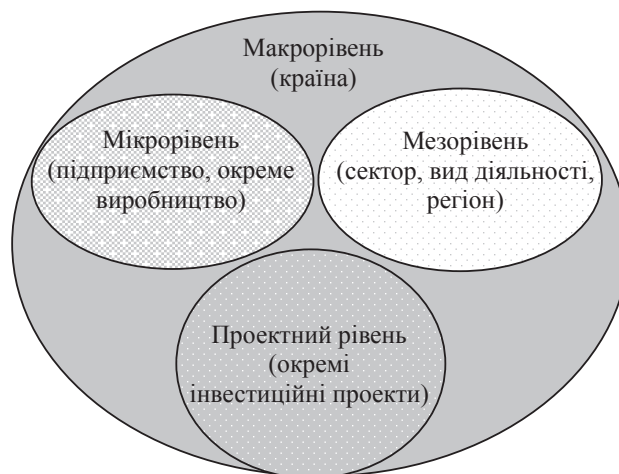 Макрорівень
(країна)
Мікрорівень
(підприємство, окреме
виробництво)
Мезорівень
(сектор, вид діяльності,
регіон)
Проектний рівень
(окремі
інвестиційні проекти)